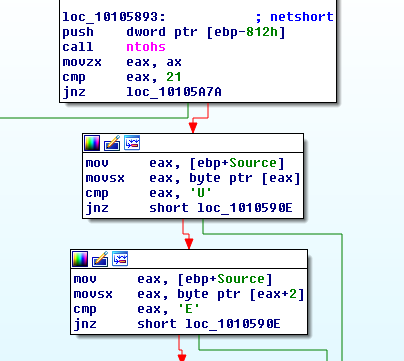 loc_10105893: ; netshort
push dword ptr [ebp-812h]
call ntohs
movzx eax, ax
cmp eax, 21
jnz loc_10105A7A
mov eax, [ebp+Source]
movsx eax, byte ptr [eax]
cmp eax, 'U'
jnz short loc_1010590E
mov eax, [ebp+Source]
movsx eax, byte ptr [eax+2]
cmp eax, 'E'
jnz short loc_1010590E